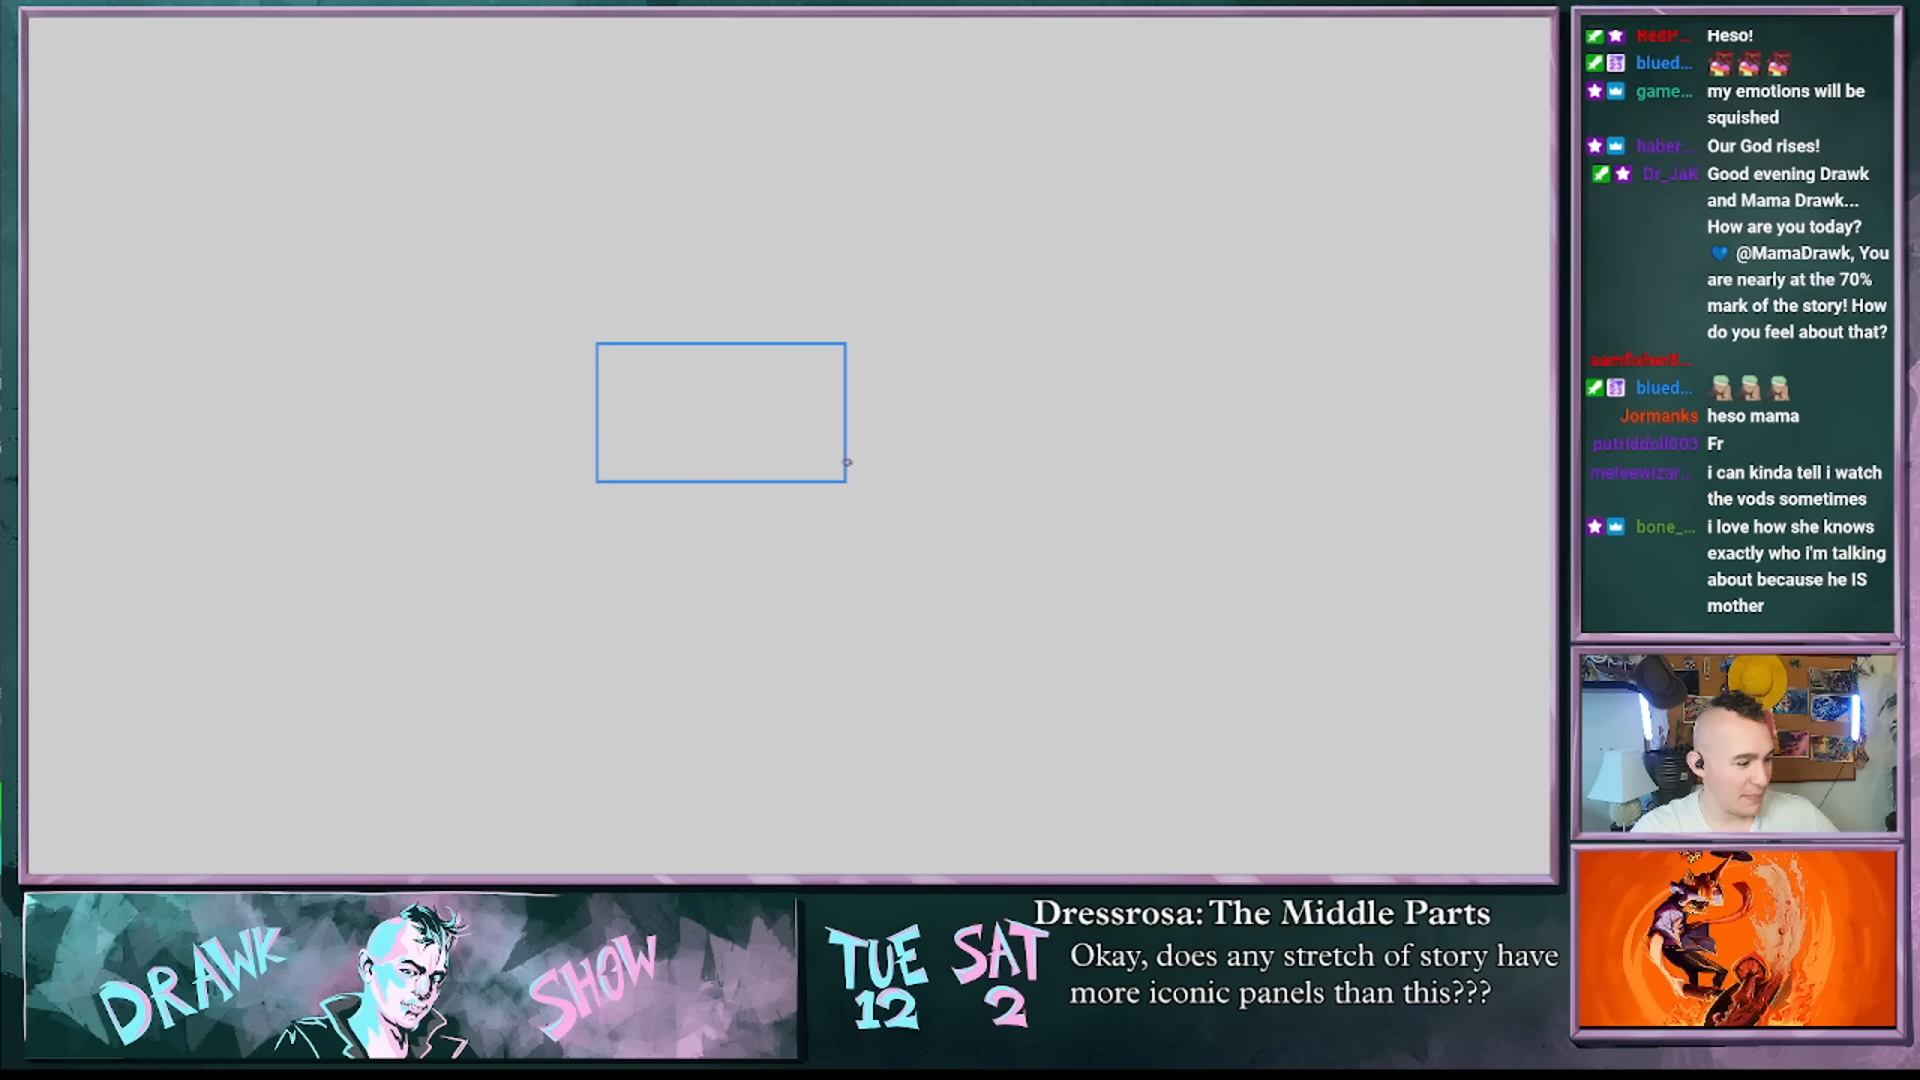 RedP... Heso!
blued...
game... my emotions will be
squished
haber... Our God rises!
Dr_JaK Good evening Drawk
and Mama Drawk...
How are you today?
@MamaDrawk, You
are nearly at the 70%
mark of the story! How
do you feel about that?
blued...
Jormanks heso mama
putriddoll003 Fr
meleewizar... i can kinda tell i watch
the vods sometimes
bone_... i love how she knows
exactly who i'm talking
about because he IS
mother
DRAWK SHOW
TUE SAT
12 2
Dressrosa: The Middle Parts
Okay, does any stretch of story have
more iconic panels than this???